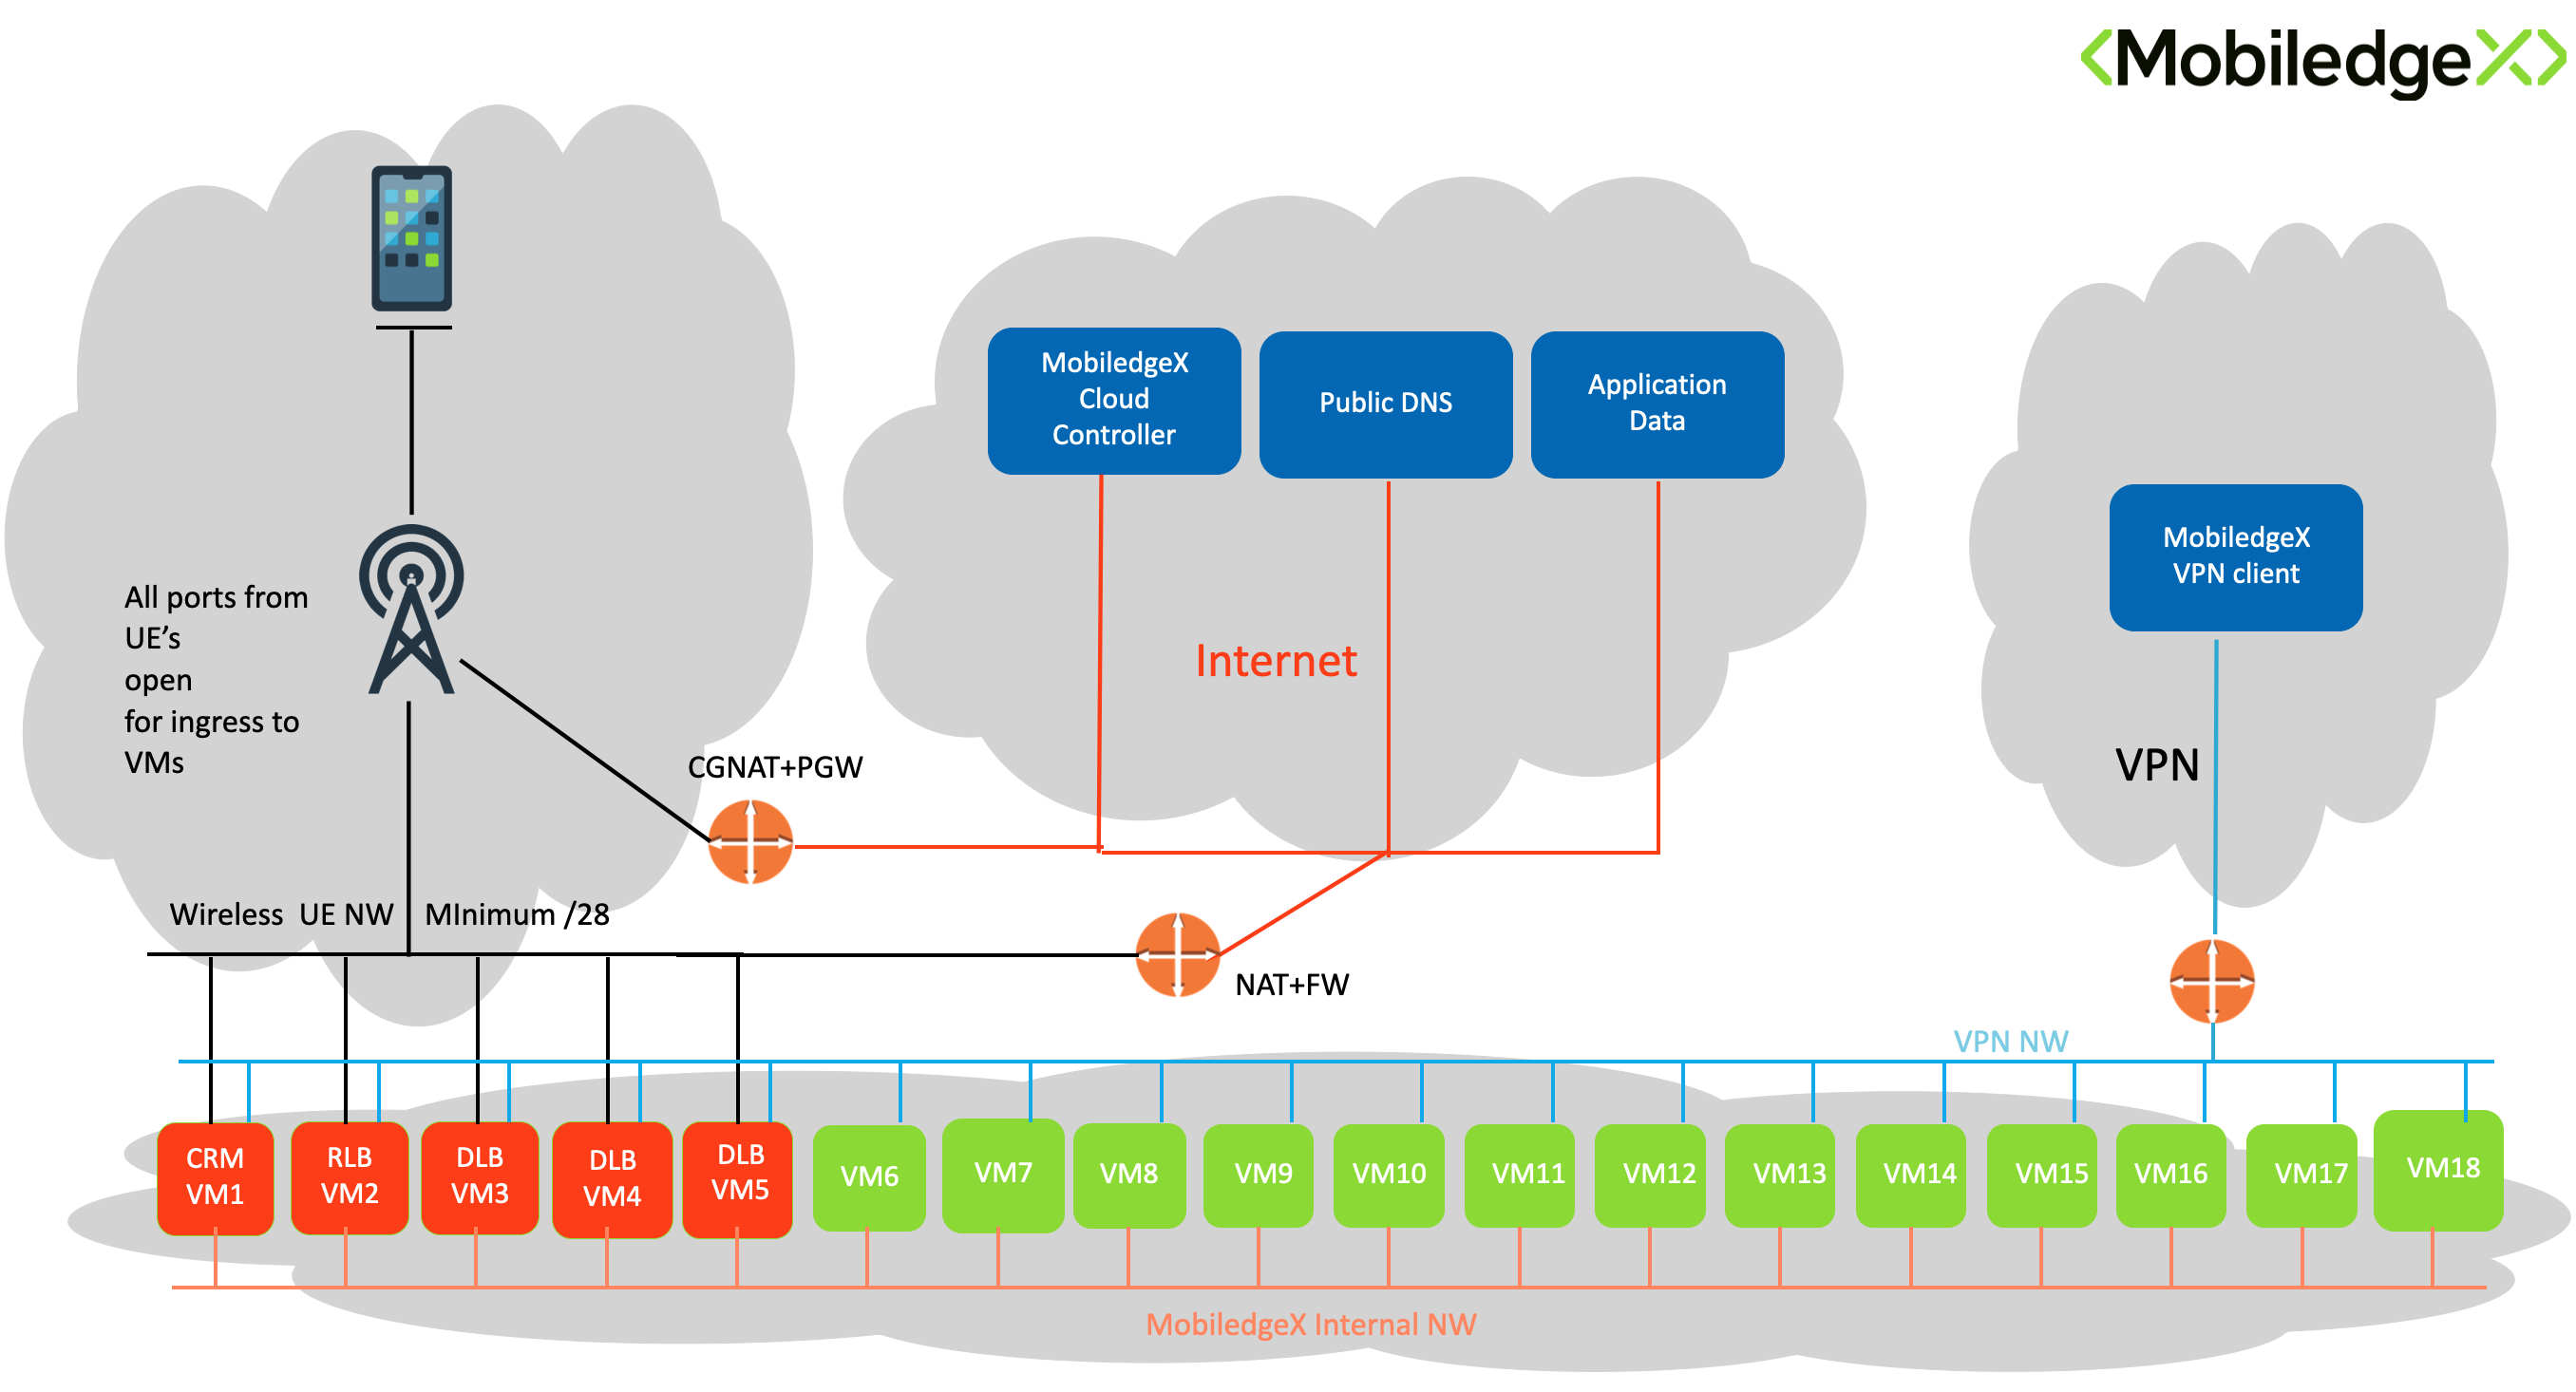 <MobiledgeX>
MobiledgeX
Cloud
Controller
Public DNS
Application
Data
MobiledgeX
VPN client
All ports from
UE’s
open
for ingress to
VMs
Internet
VPN
CGNAT+PGW
Wireless UE NW
MInimum /28
NAT+FW
VPN NW
CRM
VM1
RLB
VM2
DLB
VM3
DLB
VM4
DLB
VM5
VM6
VM7
VM8
VM9
VM10
VM11
VM12
VM13
VM14
VM15
VM16
VM17
VM18
MobiledgeX Internal NW